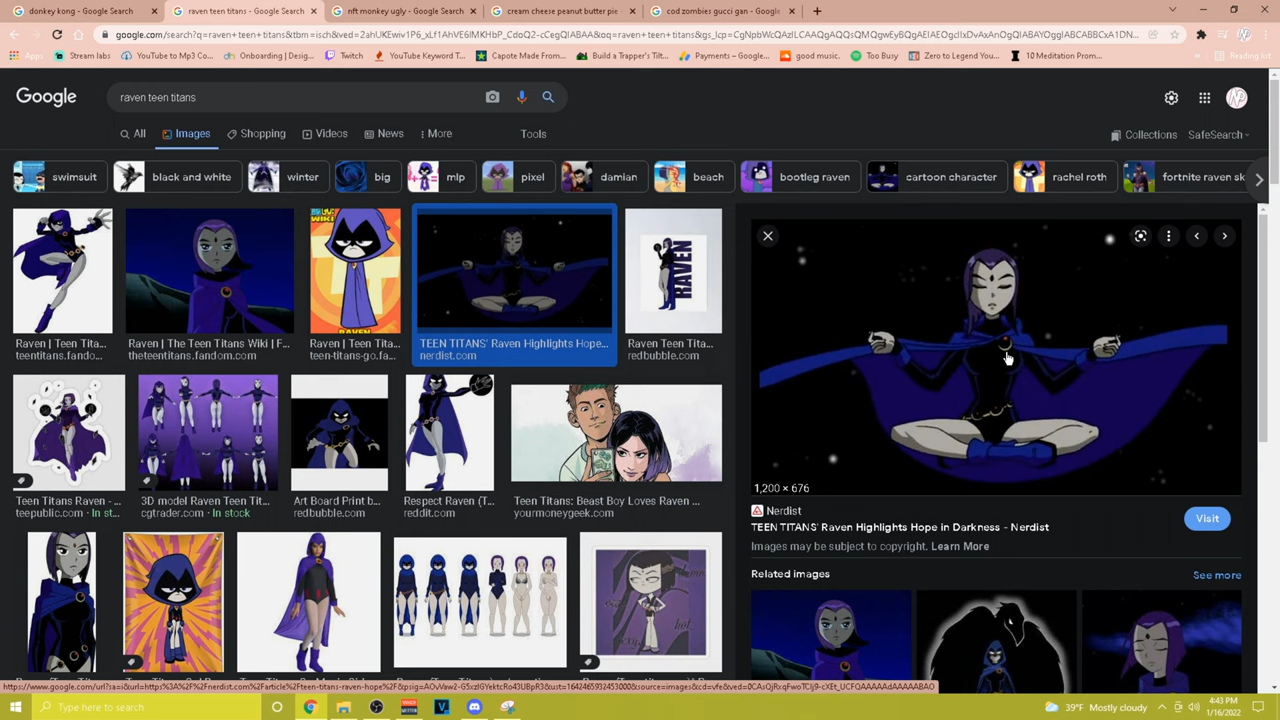 donkey kong - Google Search
raven teen titans - Google Search
nft monkey ugly - Google Search
cream cheese peanut butter pie -
cod zombies gucci gan - Google
Apps
Stream labs
YouTube to Mp3 Co...
Onboarding | Desig...
Twitch
YouTube Keyword T...
Capote Made From...
Build a Trapper's Tilt...
Payments – Google...
good music.
Too Busy
Zero to Legend You...
10 Meditation Prom...
Reading list
Google
raven teen titans
All
Images
Shopping
Videos
News
More
Tools
Collections
SafeSearch
swimsuit
black and white
winter
big
mlp
pixel
damian
beach
bootleg raven
cartoon character
rachel roth
fortnite raven sk
Raven | Teen Tita...
teentitans.fando...
Raven | The Teen Titans Wiki | F...
theteentitans.fandom.com
WIKI
RAVEN
Raven | Teen Tita...
teen-titans-go.fa...
TEEN TITANS' Raven Highlights Hope...
nerdist.com
RAVEN
Raven Teen Tita...
redbubble.com
1,200 × 676
Nerdist
TEEN TITANS' Raven Highlights Hope in Darkness - Nerdist
Visit
Images may be subject to copyright. Learn More
Related images
See more
Teen Titans Raven - ...
teepublic.com · In st...
3D model Raven Teen Tit...
cgtrader.com · In stock
Art Board Print b...
redbubble.com
Respect Raven (T...
reddit.com
Teen Titans: Beast Boy Loves Raven ...
yourmoneygeek.com
Type here to search
39°F Mostly cloudy
4:43 PM
1/16/2022